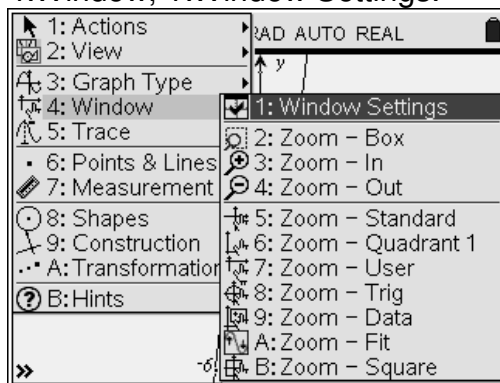 4:Window, 1:Window Settings.
1: Actions
2: View
3: Graph Type
4: Window
5: Trace
6: Points & Lines
7: Measurement
8: Shapes
9: Construction
A:Transformation
B:Hints
RAD AUTO REAL
y
1: Window Settings
2: Zoom – Box
3: Zoom – In
4: Zoom – Out
5: Zoom – Standard
6: Zoom – Quadrant 1
7: Zoom – User
8: Zoom – Trig
9: Zoom – Data
A: Zoom – Fit
B: Zoom – Square
-6
»